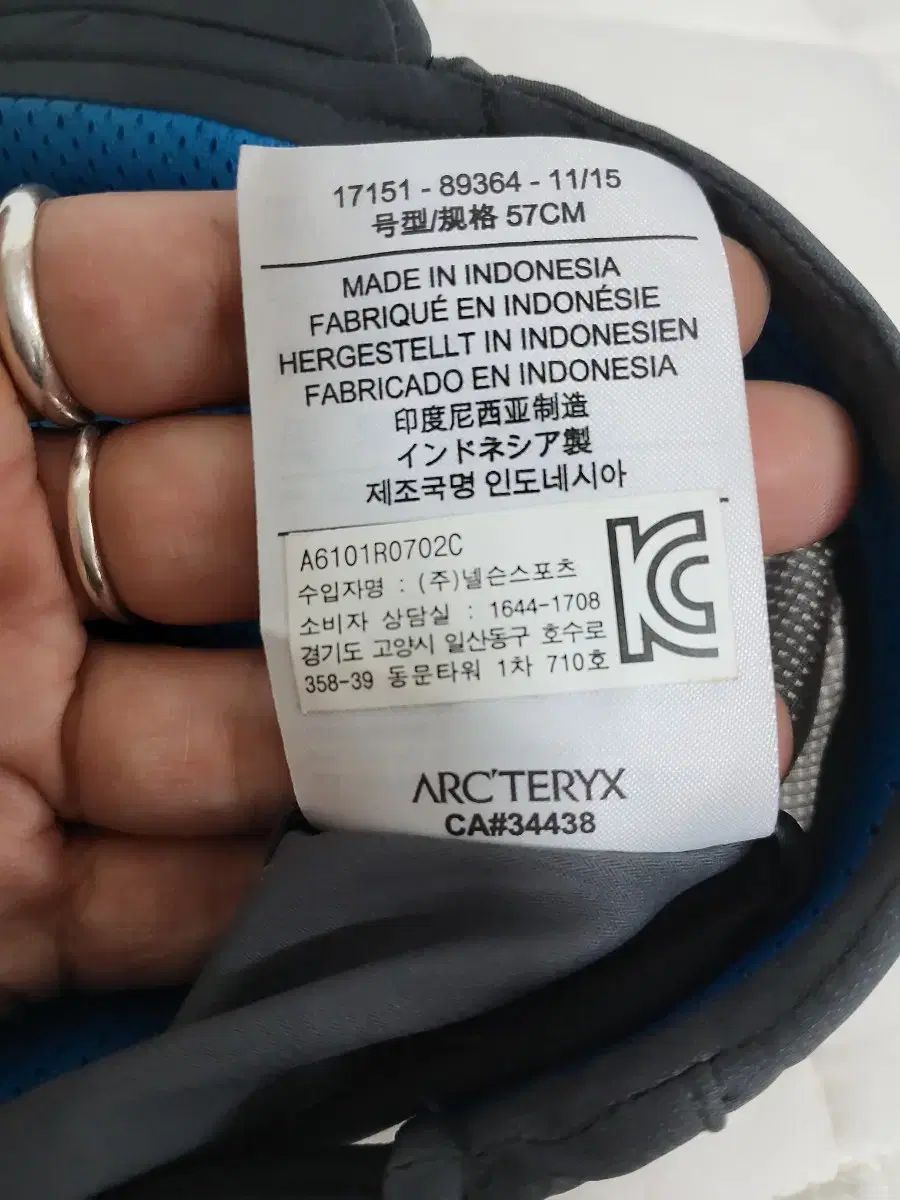 17151 - 89364 - 11/15
号型/规格 57CM
MADE IN INDONESIA
FABRIQUÉ EN INDONÉSIE
HERGESTELLT IN INDONESIEN
FABRICADO EN INDONESIA
印度尼西亚制造
インドネシア製
제조국명 인도네시아
A6101R0702C
수입자명 : (주)넬슨스포츠
소비자 상담실 : 1644-1708
경기도 고양시 일산동구 호수로
358-39 동문타워 1차 710호
ARC'TERYX
CA#34438